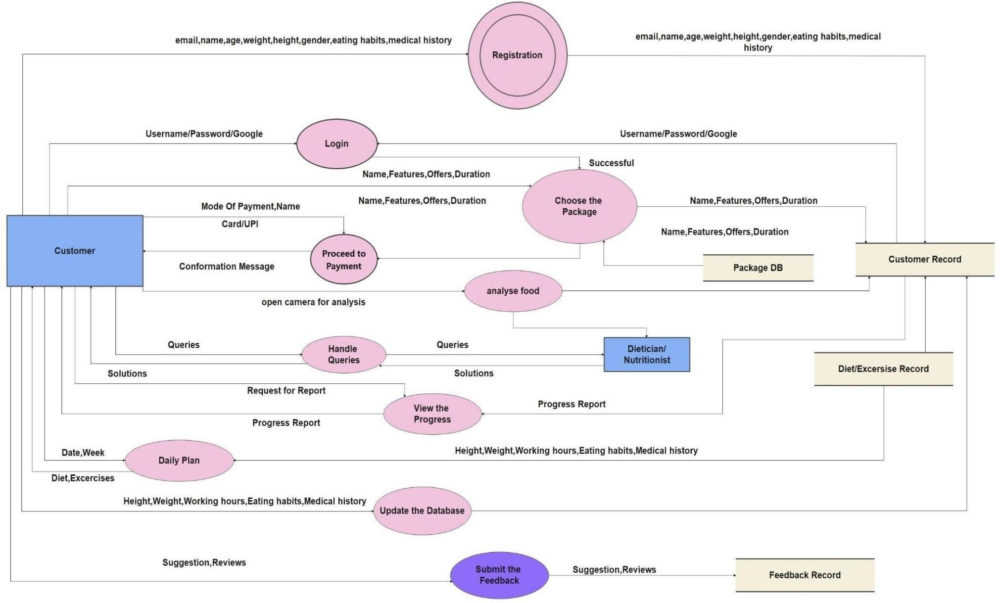 email,name,age,weight,height,gender,eating habits,medical history
email,name,age,weight,height,gender,eating habits,medical
history
Registration
Username/Password/Google
Login
Username/Password/Google
Successful
Name,Features,Offers,Duration
Choose the
Package
Name,Features,Offers,Duration
Name,Features,Offers,Duration
Mode Of Payment,Name
Card/UPI
Name,Features,Offers,Duration
Customer
Proceed to
Payment
Conformation Message
Package DB
Customer Record
analyse food
open camera for analysis
Queries
Handle
Queries
Queries
Dietician/
Nutritionist
Solutions
Solutions
Diet/Excersise Record
Request for Report
View the
Progress
Progress Report
Progress Report
Date,Week
Daily Plan
Height,Weight,Working hours,Eating habits,Medical history
Diet,Excercises
Height,Weight,Working hours,Eating habits,Medical history
Update the Database
Suggestion,Reviews
Submit the
Feedback
Suggestion,Reviews
Feedback Record